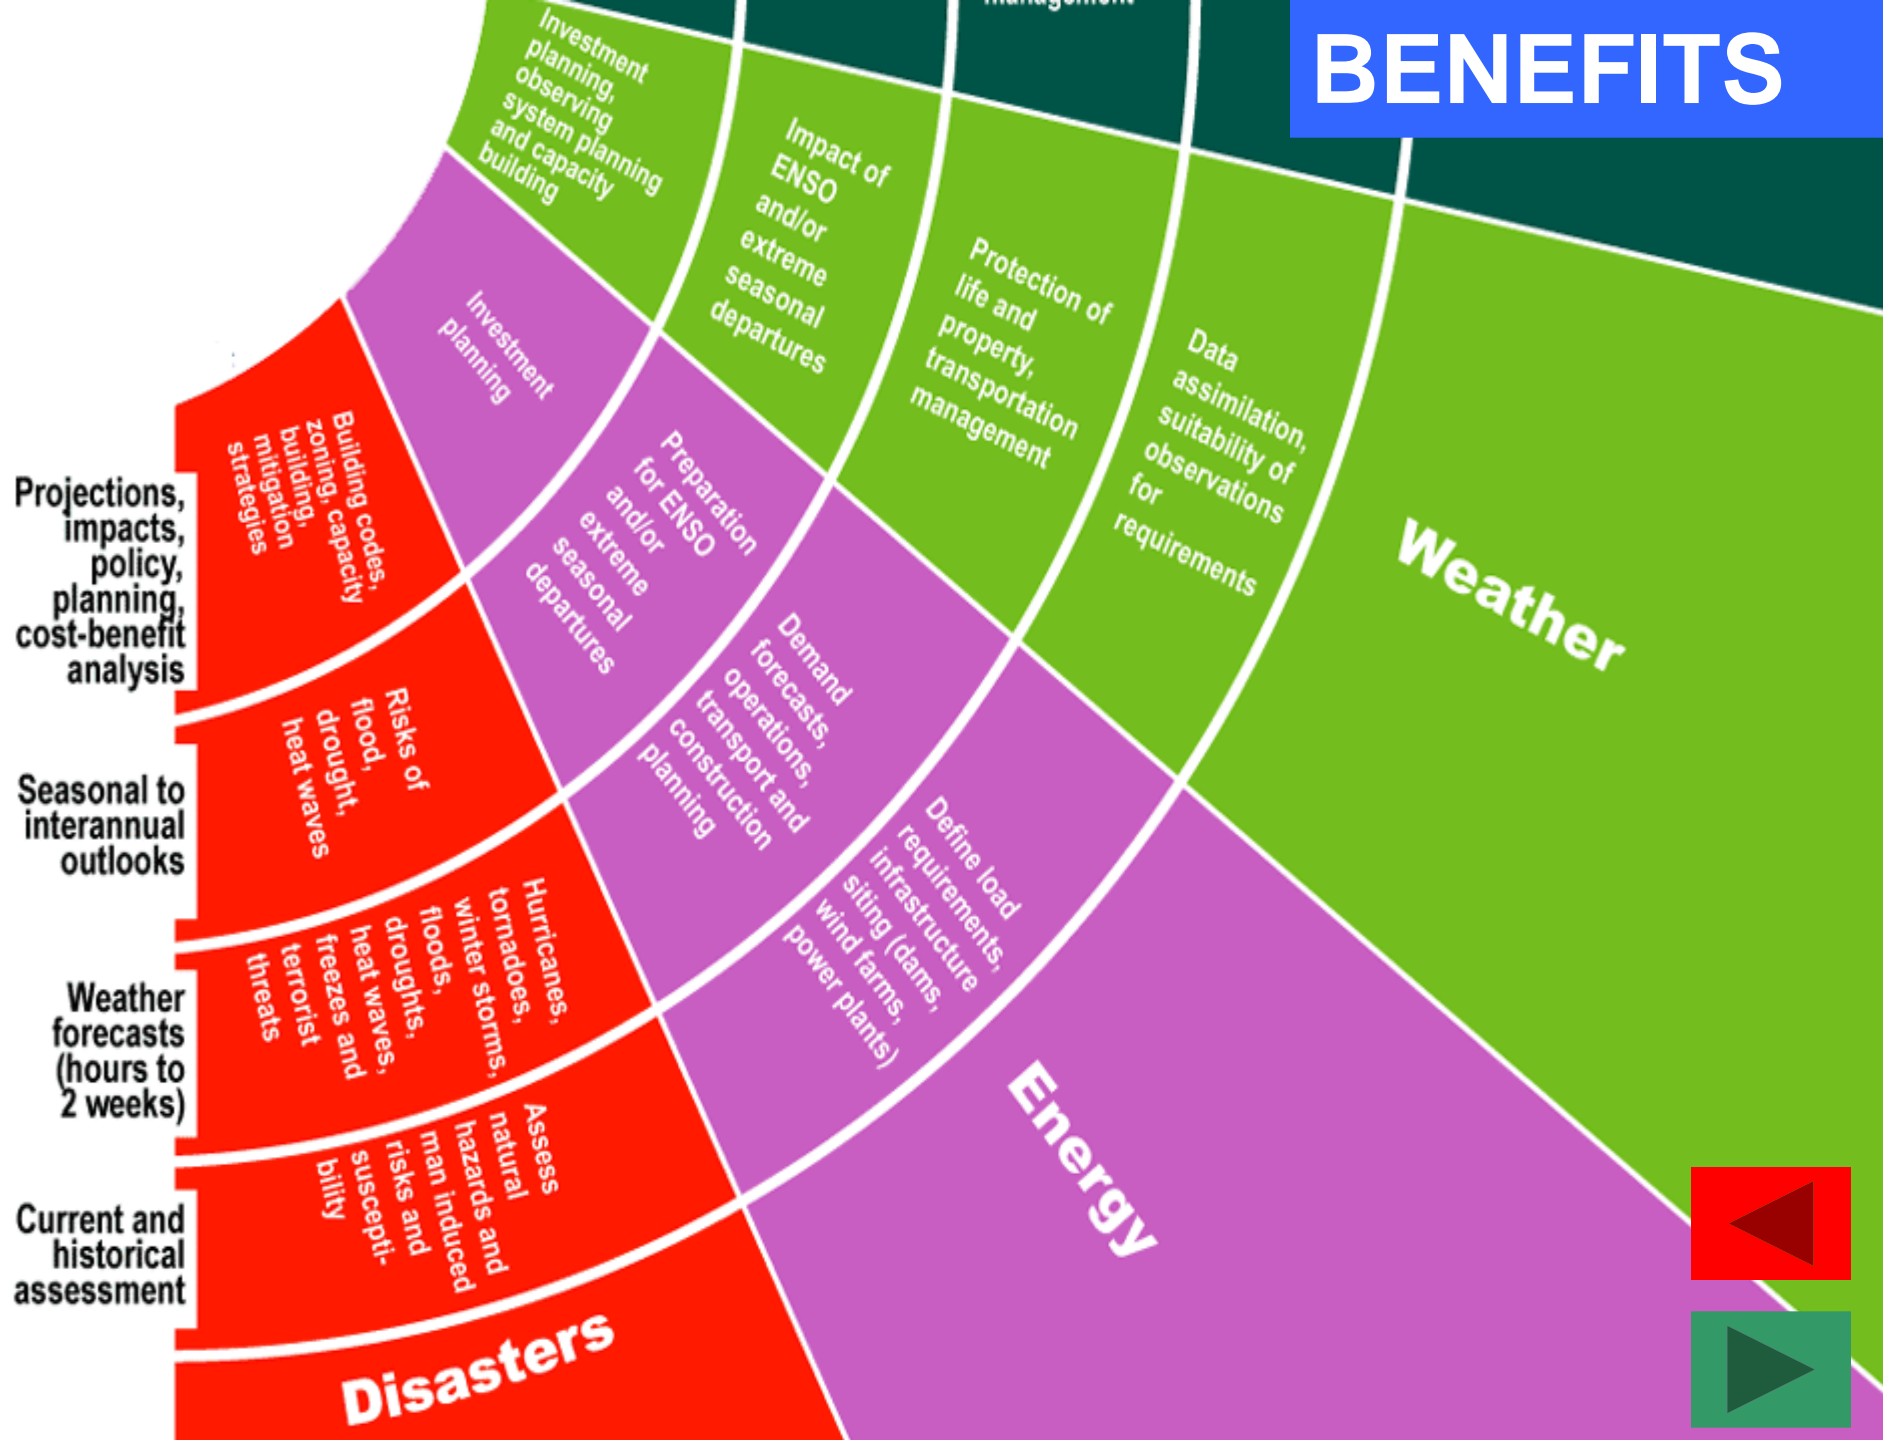 management
BENEFITS
Investment
planning,
observing
system planning
and capacity
building
Impact of
ENSO
and/or
extreme
seasonal
departures
Protection of
life and
property,
transportation
management
Data
assimilation,
suitability of
observations
for
requirements
Weather
Investment
planning
Preparation
for ENSO
and/or
extreme
seasonal
departures
Demand
forecasts,
operations,
transport and
construction
planning
Define load
requirements,
infrastructure
siting (dams,
wind farms,
power plants)
Energy
Projections,
impacts,
policy,
planning,
cost-benefit
analysis
Building codes,
zoning, capacity
building,
mitigation
strategies
Seasonal to
interannual
outlooks
Risks of
flood,
drought,
heat waves
Weather
forecasts
(hours to
2 weeks)
Hurricanes,
tornadoes,
winter storms,
floods,
droughts,
heat waves,
freezes and
terrorist
threats
Current and
historical
assessment
Assess
natural
hazards and
man induced
risks and
suscepti-
bility
Disasters